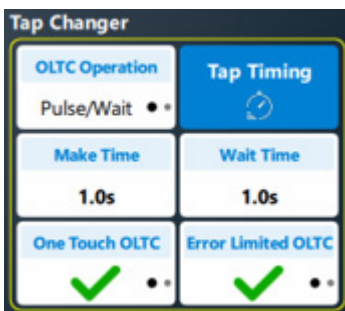 Tap Changer
OLTC Operation
Pulse/Wait
Tap Timing
Make Time
1.0s
Wait Time
1.0s
One Touch OLTC
Error Limited OLTC